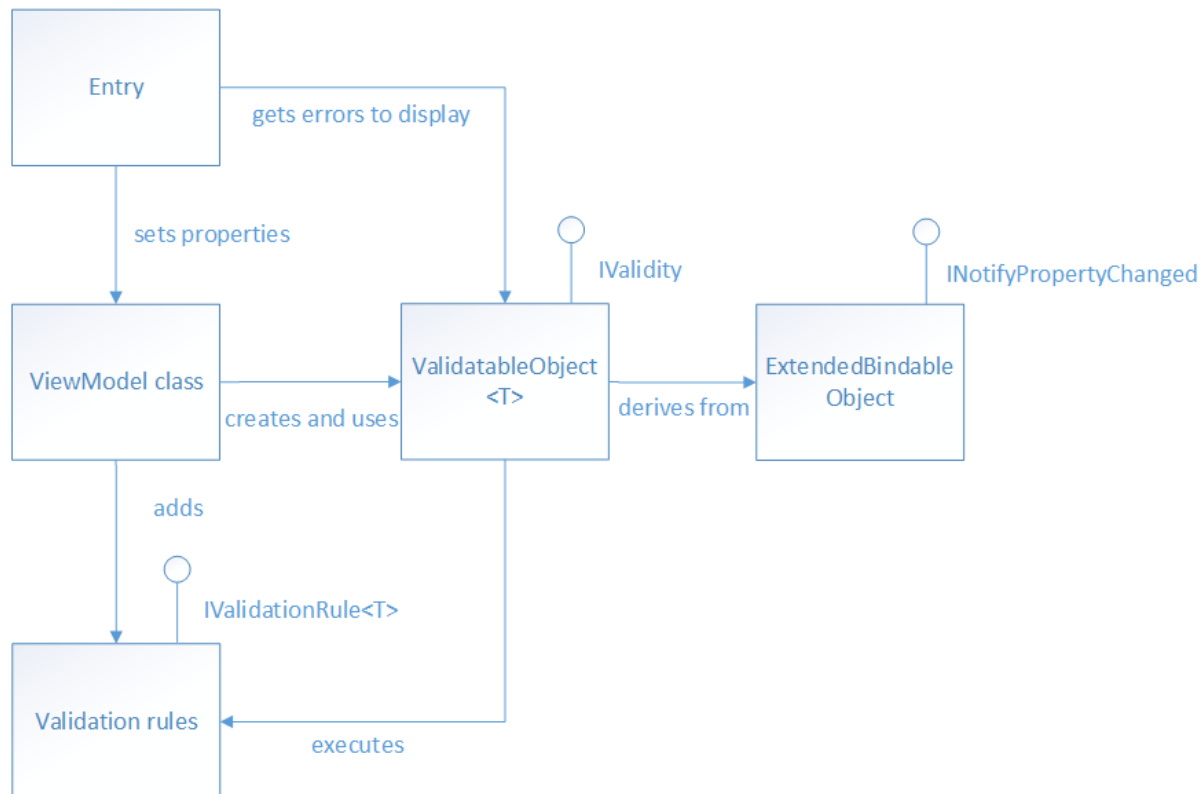 Entry
gets errors to display
sets properties
IValidity
INotifyPropertyChanged
ViewModel class
creates and uses
ValidatableObject
<T>
derives from
ExtendedBindable
Object
adds
IValidationRule<T>
Validation rules
executes